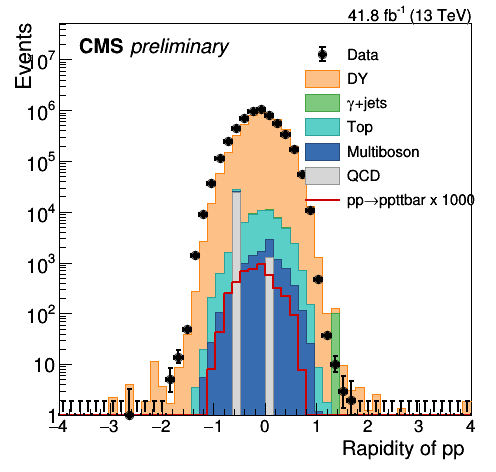 41.8 fb⁻¹ (13 TeV)
CMS preliminary
Events
Data
DY
γ+jets
Top
Multiboson
QCD
pp→ppttbar x 1000
10⁷
10⁶
10⁵
10⁴
10³
10²
10
1
−4 −3 −2 −1 0 1 2 3 4
Rapidity of pp